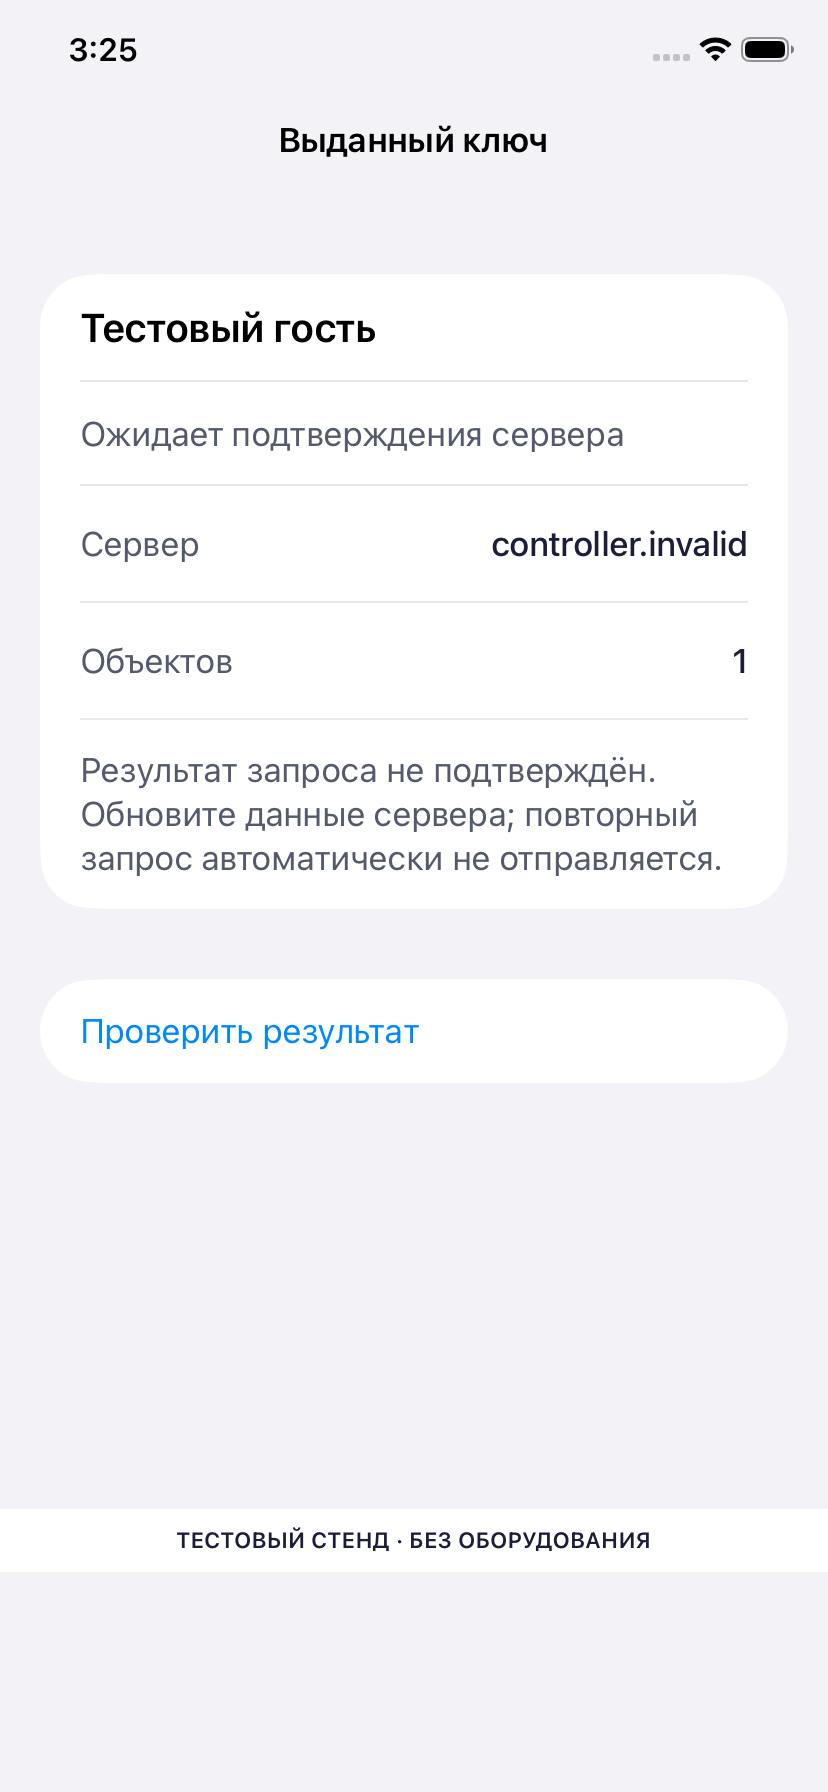 3:25
Выданный ключ
Тестовый гость
Ожидает подтверждения сервера
Сервер controller.invalid
Объектов 1
Результат запроса не подтверждён.
Обновите данные сервера; повторный
запрос автоматически не отправляется.
Проверить результат
ТЕСТОВЫЙ СТЕНД · БЕЗ ОБОРУДОВАНИЯ